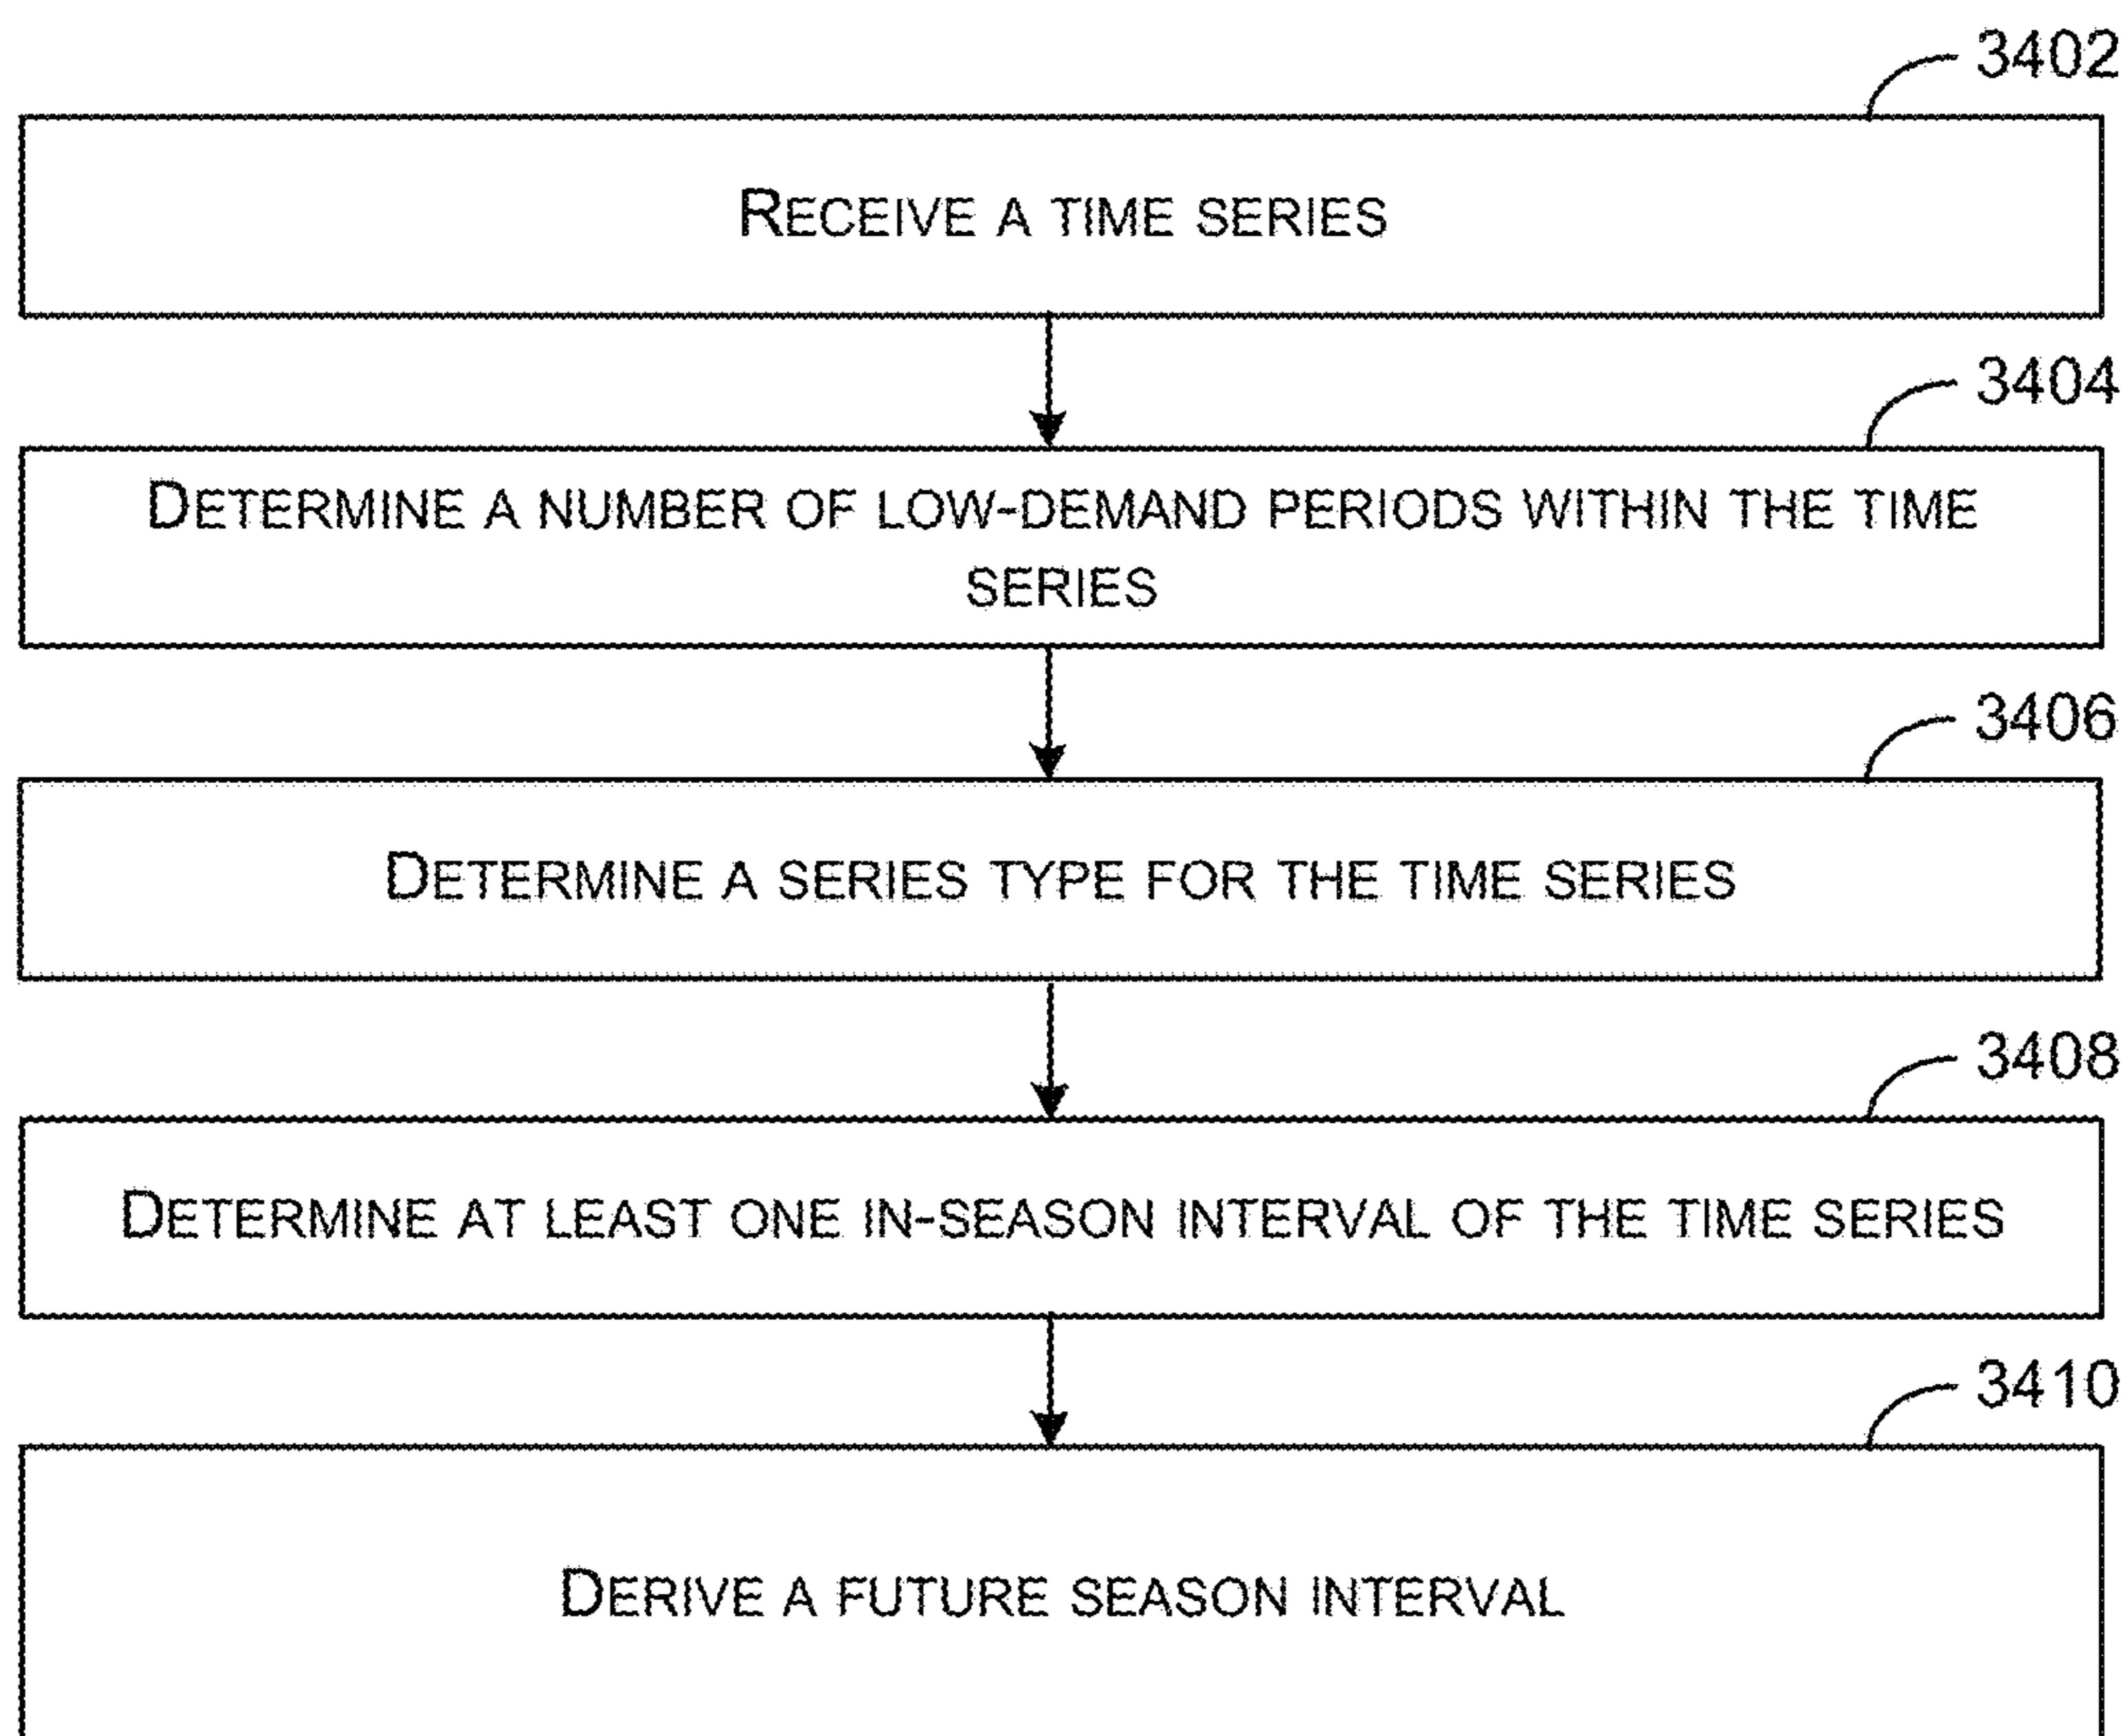 3402
RECEIVE A TIME SERIES
3404
DETERMINE A NUMBER OF LOW-DEMAND PERIODS WITHIN THE TIME
SERIES
3406
DETERMINE A SERIES TYPE FOR THE TIME SERIES
3408
DETERMINE AT LEAST ONE IN-SEASON INTERVAL OF THE TIME SERIES
3410
DERIVE A FUTURE SEASON INTERVAL